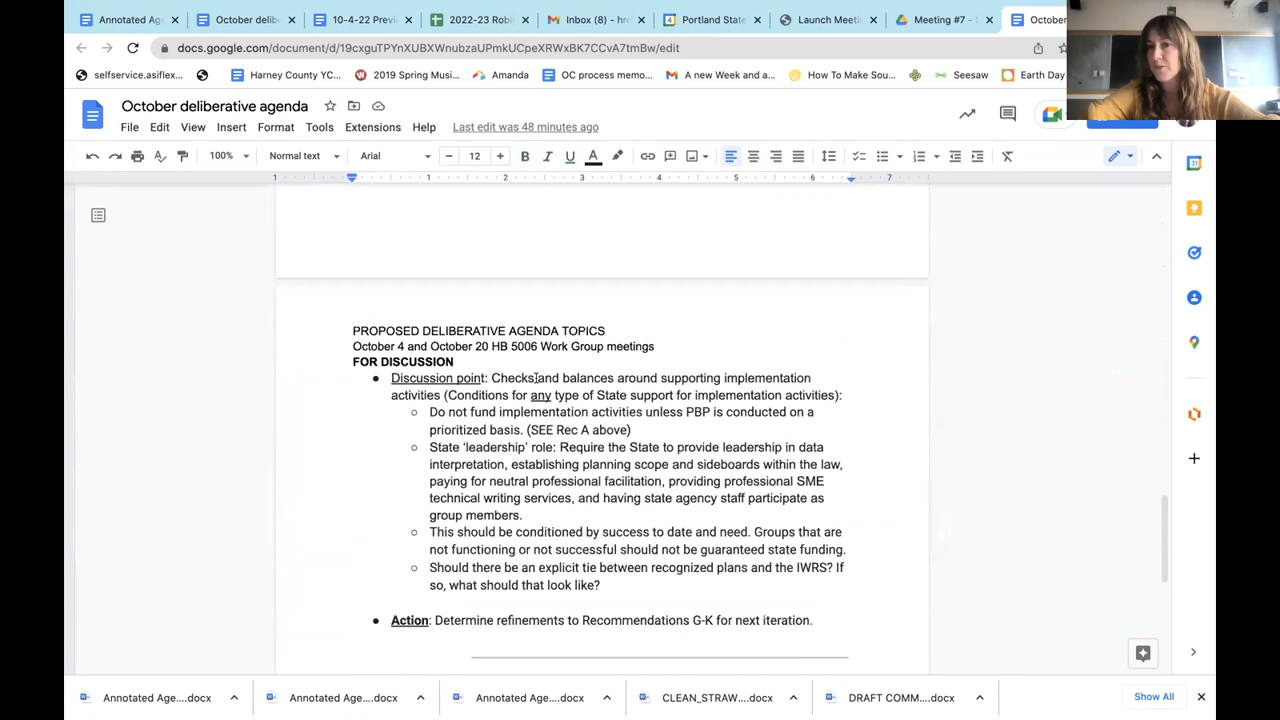 Annotated Age
October delib
10-4-22 Previ
2022-23 Robi
Inbox (8) - hro
Portland State
Launch Meeti
Meeting #7 -
October
docs.google.com/document/d/19cxguTPYnXUBXWnubzaUPmkUCpeXRWxBK7CCvA7tmBw/edit
selfservice.asiflex...
Harney County YC...
2019 Spring Musi...
Amanda
OC process memo...
A new Week and a...
How To Make Sou...
Seesaw
Earth Day
October deliberative agenda
File Edit View Insert Format Tools Extensions Help Last edit was 48 minutes ago
100% Normal text Arial 12 B I U A
1 1 2 3 4 5 6 7
PROPOSED DELIBERATIVE AGENDA TOPICS
October 4 and October 20 HB 5006 Work Group meetings
FOR DISCUSSION
● Discussion point: Checks and balances around supporting implementation
activities (Conditions for any type of State support for implementation activities):
○ Do not fund implementation activities unless PBP is conducted on a
prioritized basis. (SEE Rec A above)
○ State ‘leadership’ role: Require the State to provide leadership in data
interpretation, establishing planning scope and sideboards within the law,
paying for neutral professional facilitation, providing professional SME
technical writing services, and having state agency staff participate as
group members.
○ This should be conditioned by success to date and need. Groups that are
not functioning or not successful should not be guaranteed state funding.
○ Should there be an explicit tie between recognized plans and the IWRS? If
so, what should that look like?
● Action: Determine refinements to Recommendations G-K for next iteration.
Annotated Age....docx
Annotated Age....docx
Annotated Age....docx
CLEAN_STRAW....docx
DRAFT COMM....docx
Show All